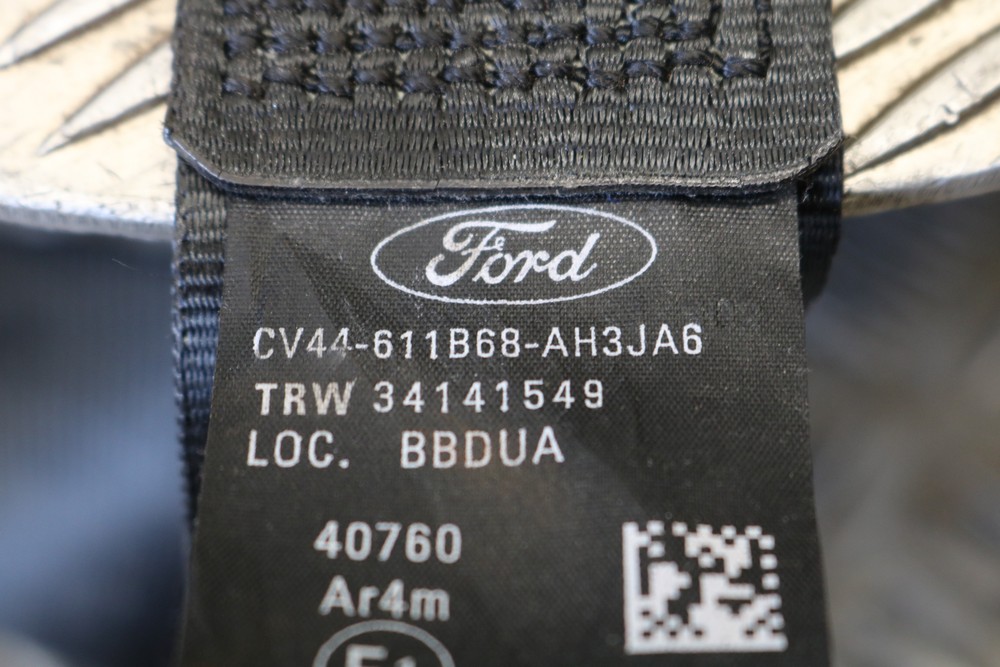 Ford
CV44-611B68-AH3JA6
TRW 34141549
LOC. BBDUA
40760
Ar4m